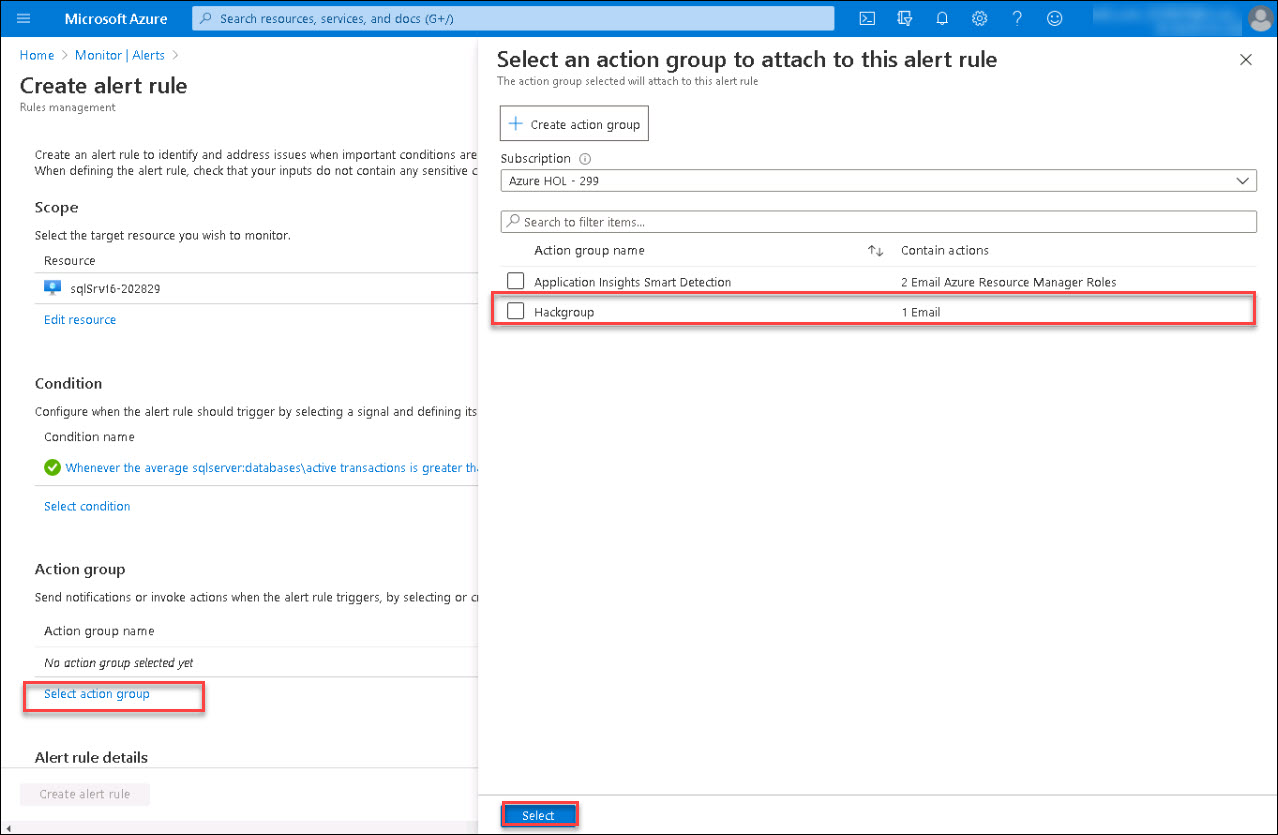 Microsoft Azure
Search resources, services, and docs (G+/)
Home > Monitor | Alerts >
Create alert rule
Rules management
Create an alert rule to identify and address issues when important conditions are
When defining the alert rule, check that your inputs do not contain any sensitive c
Scope
Select the target resource you wish to monitor.
Resource
sqlSrv16-202829
Edit resource
Condition
Configure when the alert rule should trigger by selecting a signal and defining its
Condition name
Whenever the average sqlserver:databases\active transactions is greater tha
Select condition
Action group
Send notifications or invoke actions when the alert rule triggers, by selecting or cr
Action group name
No action group selected yet
Select action group
Alert rule details
Create alert rule
Select an action group to attach to this alert rule
The action group selected will attach to this alert rule
+ Create action group
Subscription
Azure HOL - 299
Search to filter items...
Action group name Contain actions
Application Insights Smart Detection 2 Email Azure Resource Manager Roles
Hackgroup 1 Email
Select